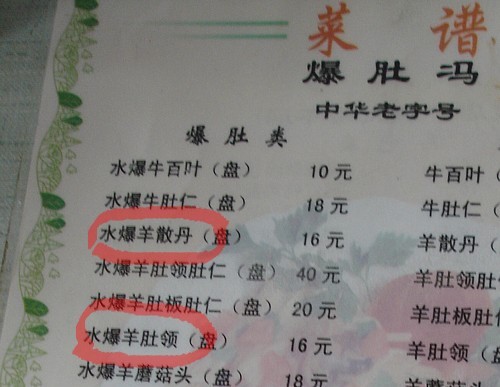 菜谱
爆肚冯
中华老字号
爆肚类
水爆牛百叶（盘） 10元 牛百叶（
水爆牛肚仁（盘） 18元 牛肚仁（
水爆羊散丹（盘） 16元 羊散丹（
水爆羊肚领肚仁（盘） 40元 羊肚领肚
水爆羊肚板肚仁（盘） 20元 羊肚板肚
水爆羊肚领（盘） 16元 羊肚领（
水爆羊蘑菇头（盘） 18元 羊蘑菇头